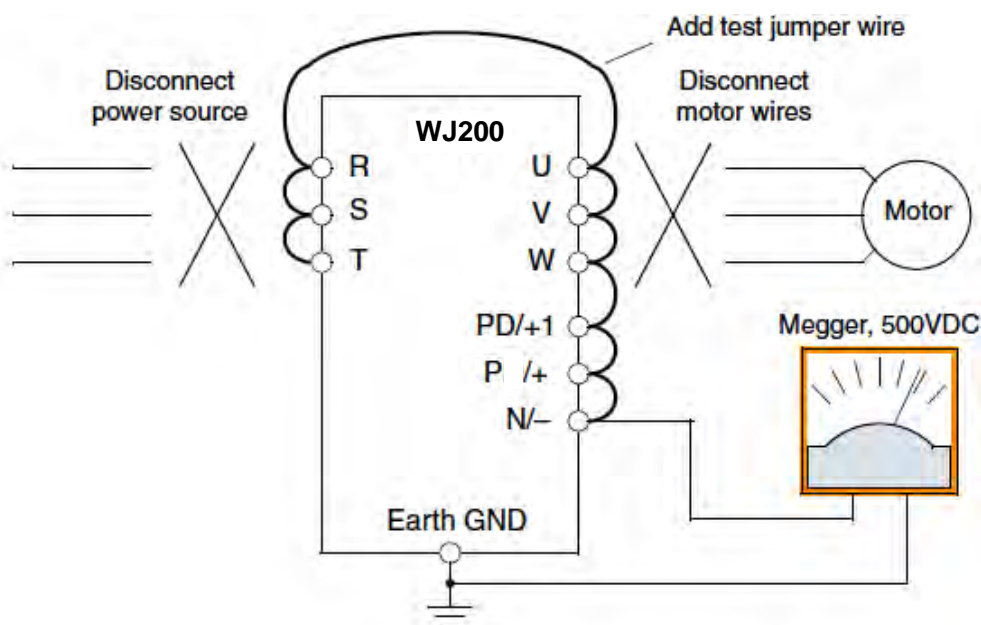 Add test jumper wire
Disconnect
power source
Disconnect
motor wires
WJ200
R
U
S
V
Motor
T
W
PD/+1
Megger, 500VDC
P /+
N/–
Earth GND